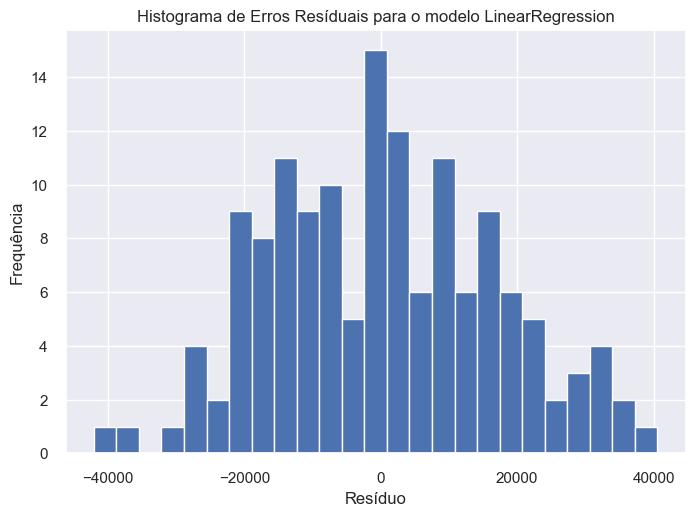 Histograma de Erros Resíduais para o modelo LinearRegression
14
12
10
8
6
4
2
0
Frequência
−40000 −20000 0 20000 40000
Resíduo